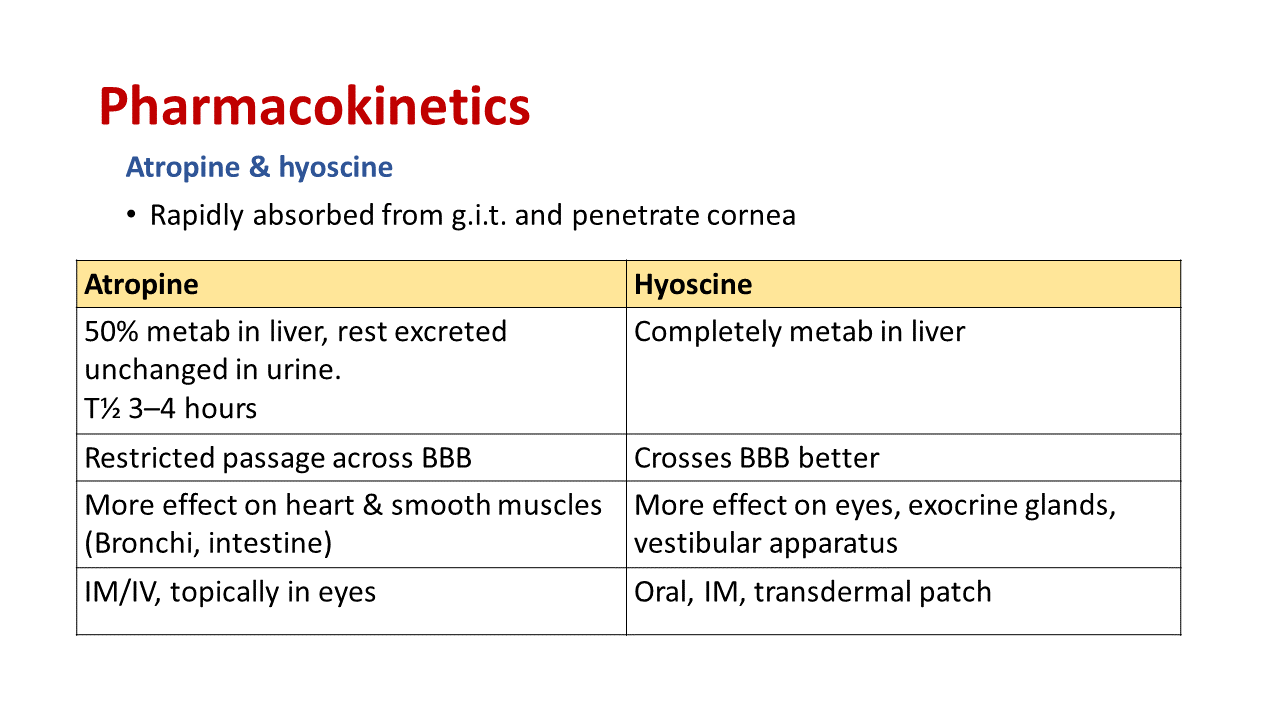 Pharmacokinetics
Atropine & hyoscine
• Rapidly absorbed from g.i.t. and penetrate cornea
Atropine
Hyoscine
50% metab in liver, rest excreted
unchanged in urine.
T½ 3–4 hours
Completely metab in liver
Restricted passage across BBB
Crosses BBB better
More effect on heart & smooth muscles
(Bronchi, intestine)
More effect on eyes, exocrine glands,
vestibular apparatus
IM/IV, topically in eyes
Oral, IM, transdermal patch